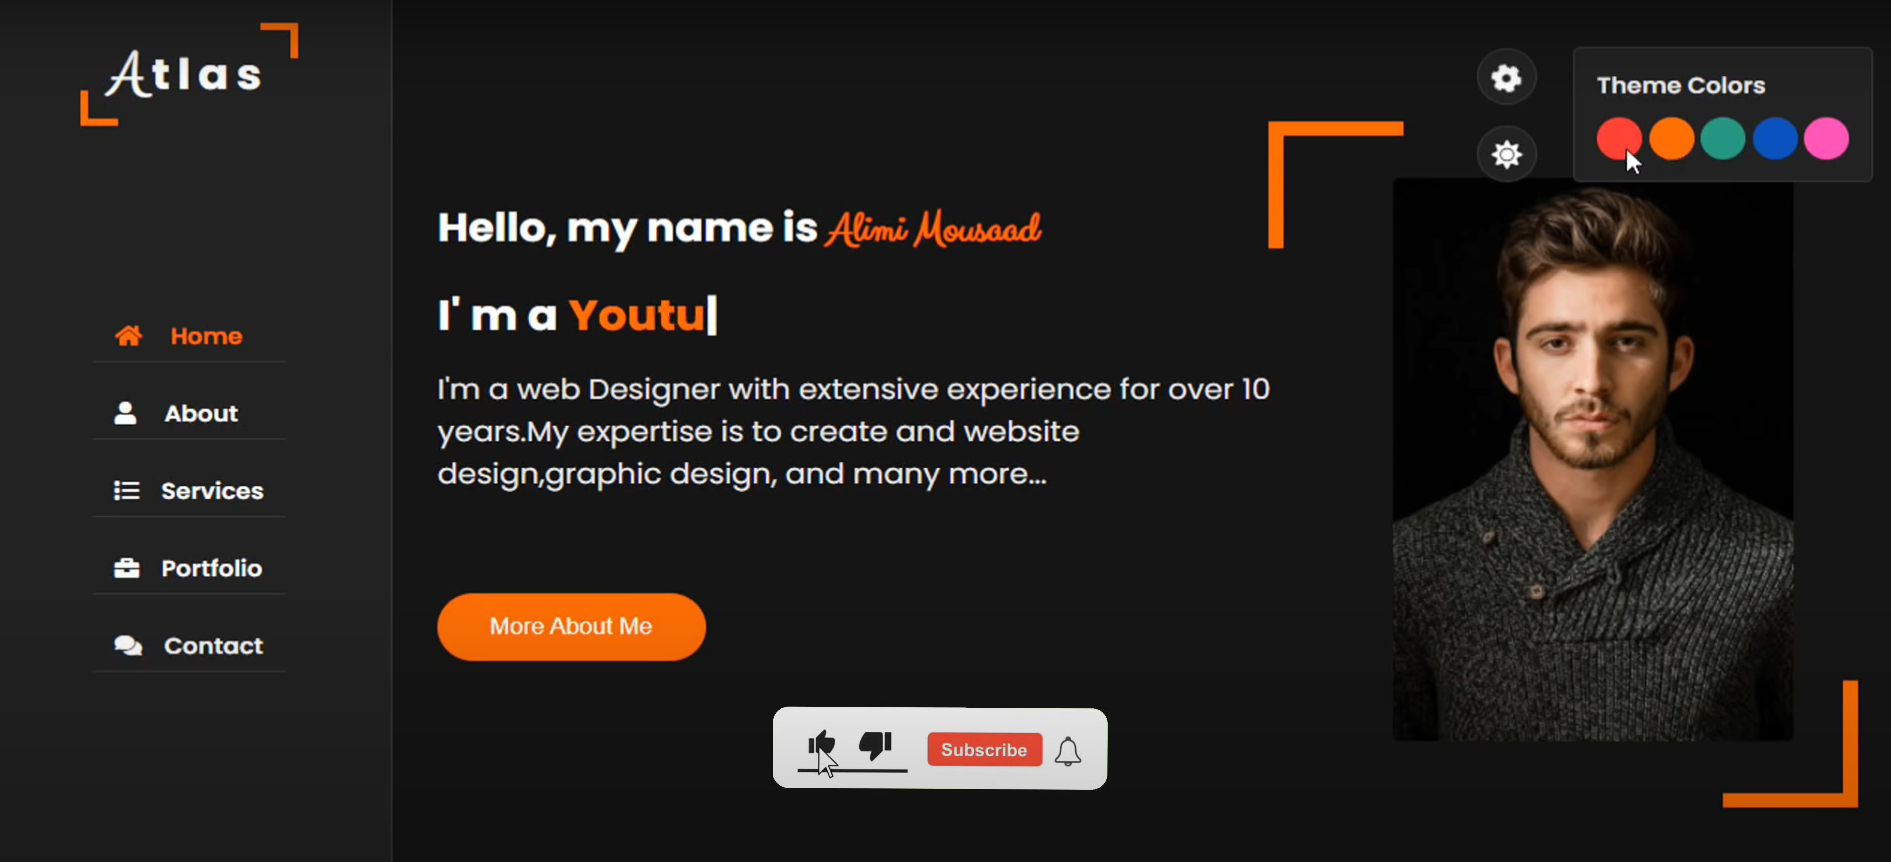 Atlas
Home
About
Services
Portfolio
Contact
Hello, my name is Alimi Mousaad
I' m a Youtu
I'm a web Designer with extensive experience for over 10
years.My expertise is to create and website
design,graphic design, and many more...
More About Me
Theme Colors
Subscribe